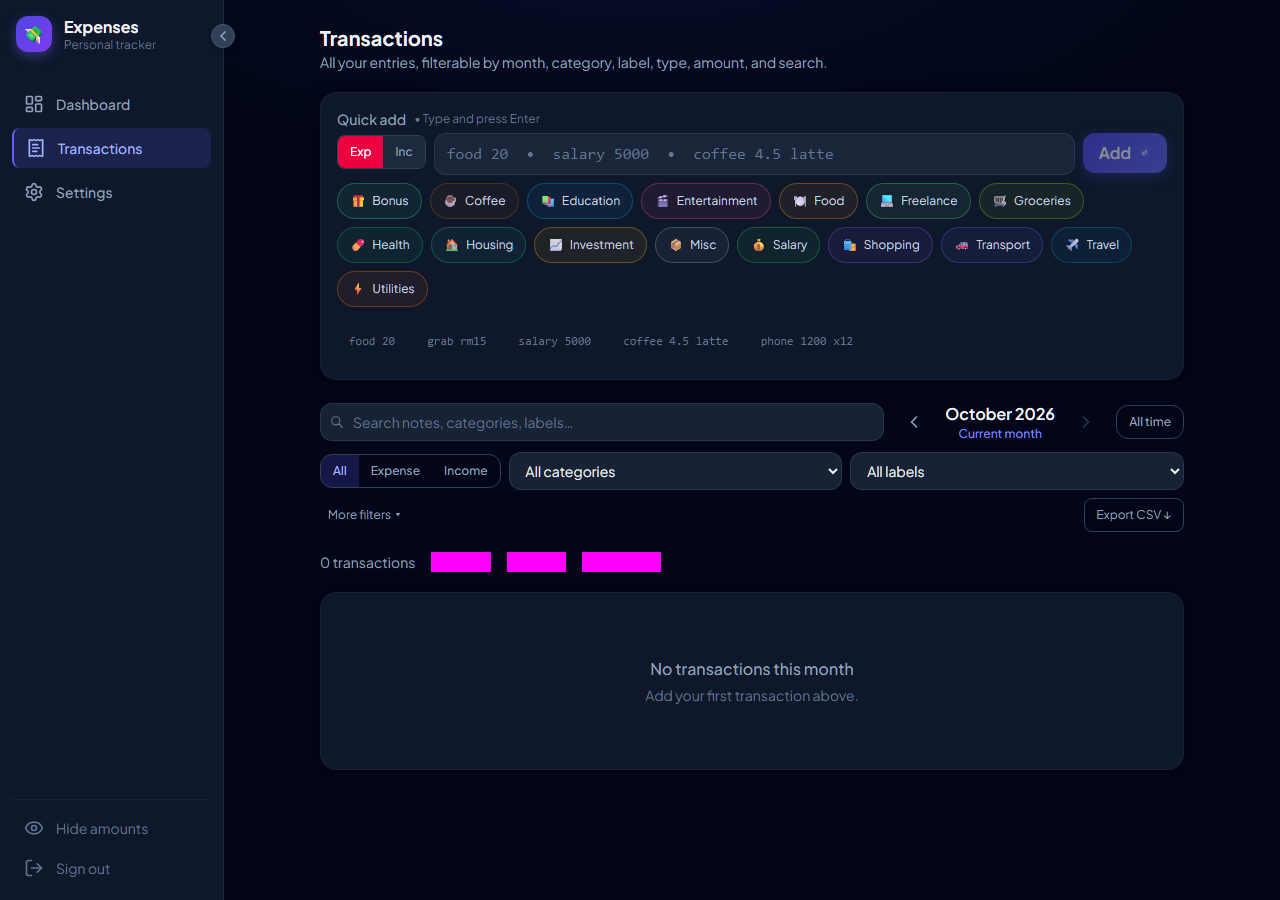 Expenses
Personal tracker
Dashboard
Transactions
Settings
Hide amounts
Sign out
Transactions
All your entries, filterable by month, category, label, type, amount, and search.
Quick add • Type and press Enter
Exp Inc food 20 • salary 5000 • coffee 4.5 latte Add
Bonus Coffee Education Entertainment Food Freelance Groceries
Health Housing Investment Misc Salary Shopping Transport Travel
Utilities
food 20 grab rm15 salary 5000 coffee 4.5 latte phone 1200 x12
Search notes, categories, labels… October 2026 All time
Current month
All Expense Income All categories All labels
More filters ▾ Export CSV ↓
0 transactions
No transactions this month
Add your first transaction above.